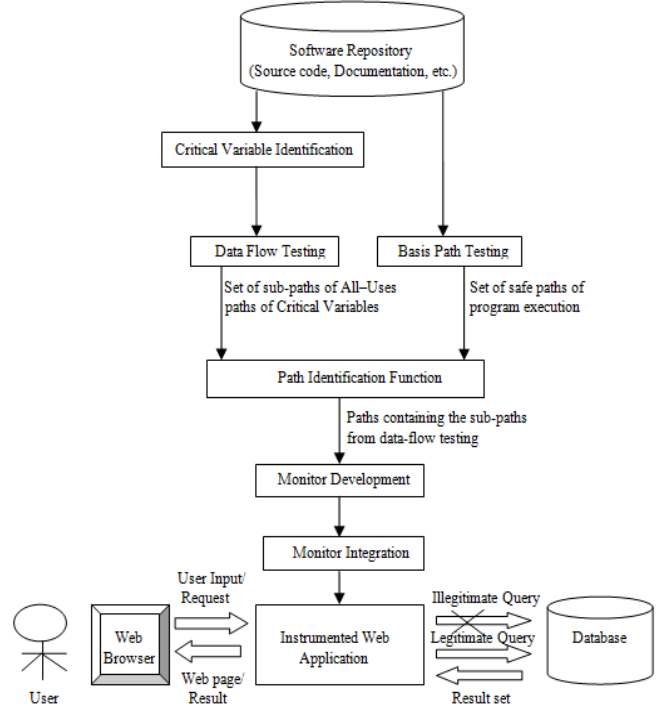 Software Repository
(Source code, Documentation, etc.)
Critical Variable Identification
Data Flow Testing
Basis Path Testing
Set of sub-paths of All–Uses
paths of Critical Variables
Set of safe paths of
program execution
Path Identification Function
Paths containing the sub-paths
from data-flow testing
Monitor Development
Monitor Integration
User Input/
Request
Illegitimate Query
Web
Browser
Instrumented Web
Application
Legitimate Query
Database
Web page/
Result
Result set
User